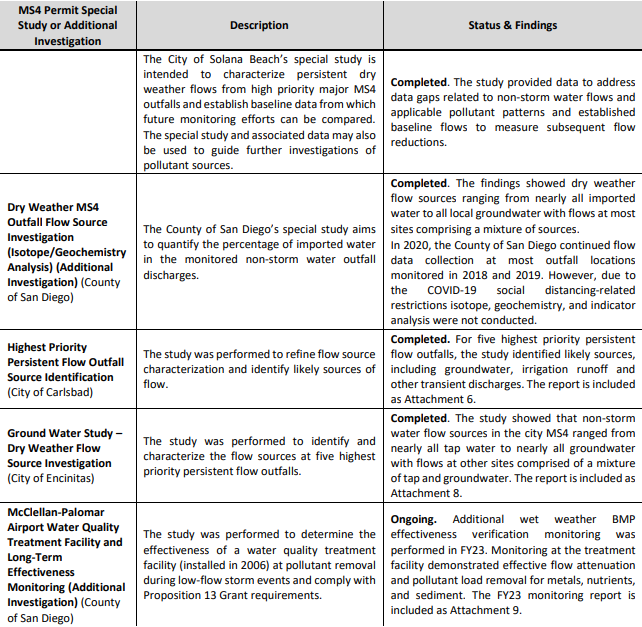 MS4 Permit Special
Study or Additional
Investigation
Description
Status & Findings
The City of Solana Beach's special study is
intended to characterize persistent dry
weather flows from high priority major MS4
outfalls and establish baseline data from which
future monitoring efforts can be compared.
The special study and associated data may also
be used to guide further investigations of
pollutant sources.
Completed. The study provided data to address
data gaps related to non-storm water flows and
applicable pollutant patterns and established
baseline flows to measure subsequent flow
reductions.
Dry Weather MS4
Outfall Flow Source
Investigation
(Isotope/Geochemistry
Analysis) (Additional
Investigation) (County
of San Diego)
The County of San Diego's special study aims
to quantify the percentage of imported water
in the monitored non-storm water outfall
discharges.
Completed. The findings showed dry weather
flow sources ranging from nearly all imported
water to all local groundwater with flows at most
sites comprising a mixture of sources.
In 2020, the County of San Diego continued flow
data collection at most outfall locations
monitored in 2018 and 2019. However, due to
the COVID-19 social distancing-related
restrictions isotope, geochemistry, and indicator
analysis were not conducted.
Highest Priority
Persistent Flow Outfall
Source Identification
(City of Carlsbad)
The study was performed to refine flow source
characterization and identify likely sources of
flow.
Completed. For five highest priority persistent
flow outfalls, the study identified likely sources,
including groundwater, irrigation runoff and
other transient discharges. The report is included
as Attachment 6.
Ground Water Study –
Dry Weather Flow
Source Investigation
(City of Encinitas)
The study was performed to identify and
characterize the flow sources at five highest
priority persistent flow outfalls.
Completed. The study showed that non-storm
water flow sources in the city MS4 ranged from
nearly all tap water to nearly all groundwater
with flows at other sites comprised of a mixture
of tap and groundwater. The report is included as
Attachment 8.
McClellan-Palomar
Airport Water Quality
Treatment Facility and
Long-Term
Effectiveness
Monitoring (Additional
Investigation) (County
of San Diego)
The study was performed to determine the
effectiveness of a water quality treatment
facility (installed in 2006) at pollutant removal
during low-flow storm events and comply with
Proposition 13 Grant requirements.
Ongoing. Additional wet weather BMP
effectiveness verification monitoring was
performed in FY23. Monitoring at the treatment
facility demonstrated effective flow attenuation
and pollutant load removal for metals, nutrients,
and sediment. The FY23 monitoring report is
included as Attachment 9.